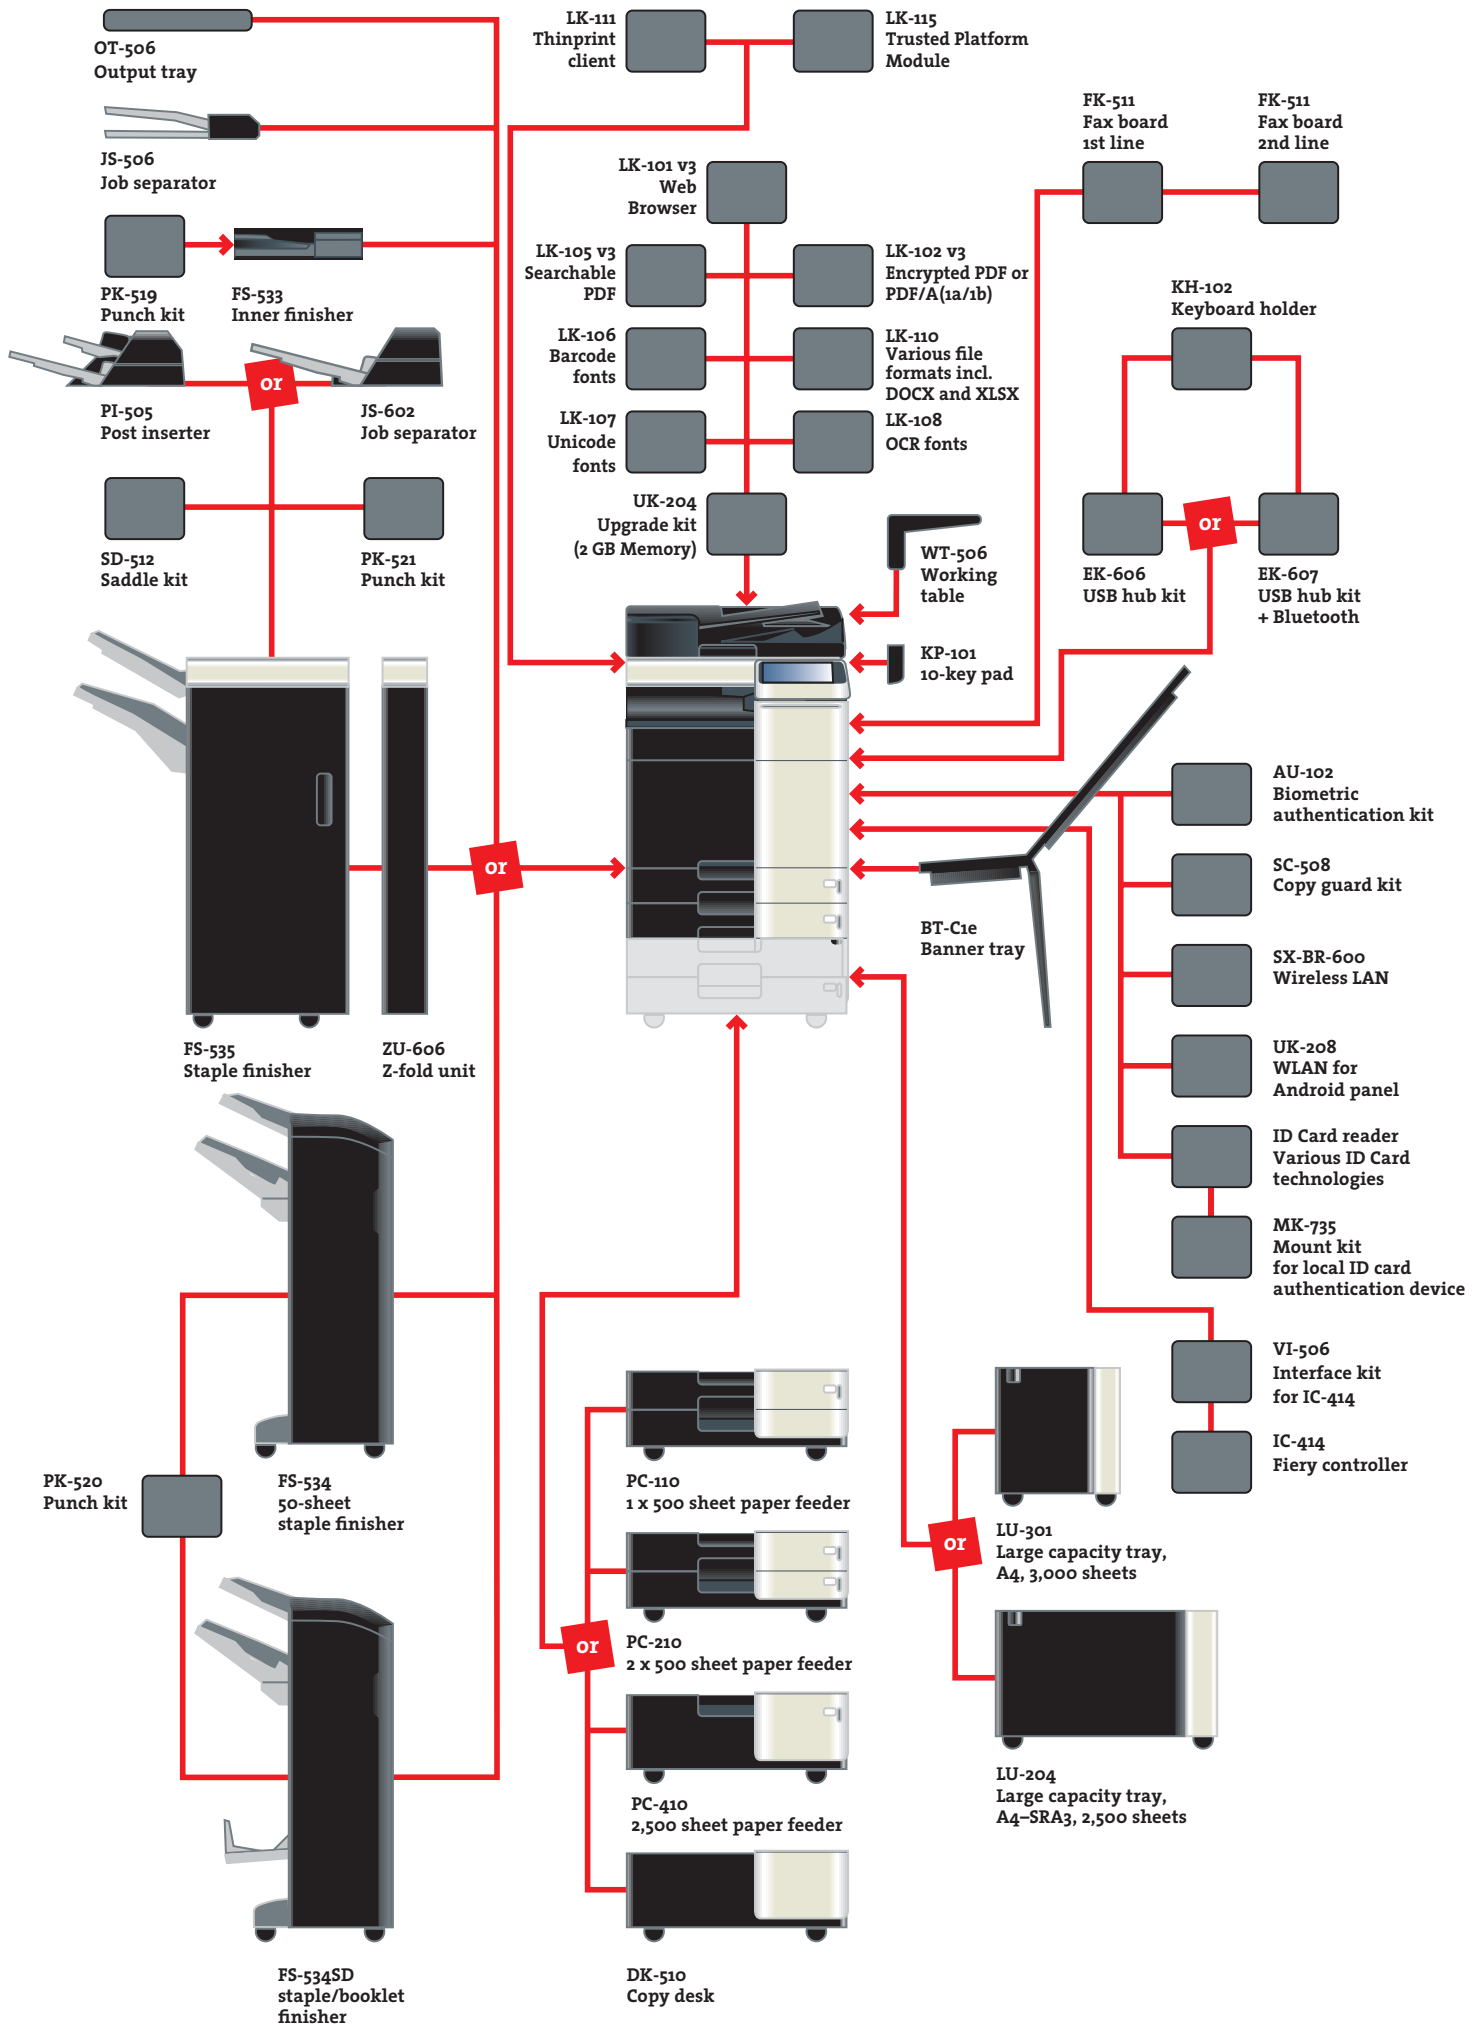 OT-506
Output tray
JS-506
Job separator
PK-519
Punch kit
FS-533
Inner finisher
or
PI-505
Post inserter
JS-602
Job separator
SD-512
Saddle kit
PK-521
Punch kit
FS-535
Staple finisher
ZU-606
Z-fold unit
or
PK-520
Punch kit
FS-534
50-sheet
staple finisher
FS-534SD
staple/booklet
finisher
LK-111
Thinprint
client
LK-115
Trusted Platform
Module
LK-101 v3
Web
Browser
LK-105 v3
Searchable
PDF
LK-102 v3
Encrypted PDF or
PDF/A(1a/1b)
LK-106
Barcode
fonts
LK-110
Various file
formats incl.
DOCX and XLSX
LK-107
Unicode
fonts
LK-108
OCR fonts
UK-204
Upgrade kit
(2 GB Memory)
WT-506
Working
table
KP-101
10-key pad
FK-511
Fax board
1st line
FK-511
Fax board
2nd line
KH-102
Keyboard holder
or
EK-606
USB hub kit
EK-607
USB hub kit
+ Bluetooth
BT-C1e
Banner tray
AU-102
Biometric
authentication kit
SC-508
Copy guard kit
SX-BR-600
Wireless LAN
UK-208
WLAN for
Android panel
ID Card reader
Various ID Card
technologies
MK-735
Mount kit
for local ID card
authentication device
VI-506
Interface kit
for IC-414
IC-414
Fiery controller
PC-110
1 x 500 sheet paper feeder
or
PC-210
2 x 500 sheet paper feeder
PC-410
2,500 sheet paper feeder
DK-510
Copy desk
or
LU-301
Large capacity tray,
A4, 3,000 sheets
LU-204
Large capacity tray,
A4–SRA3, 2,500 sheets